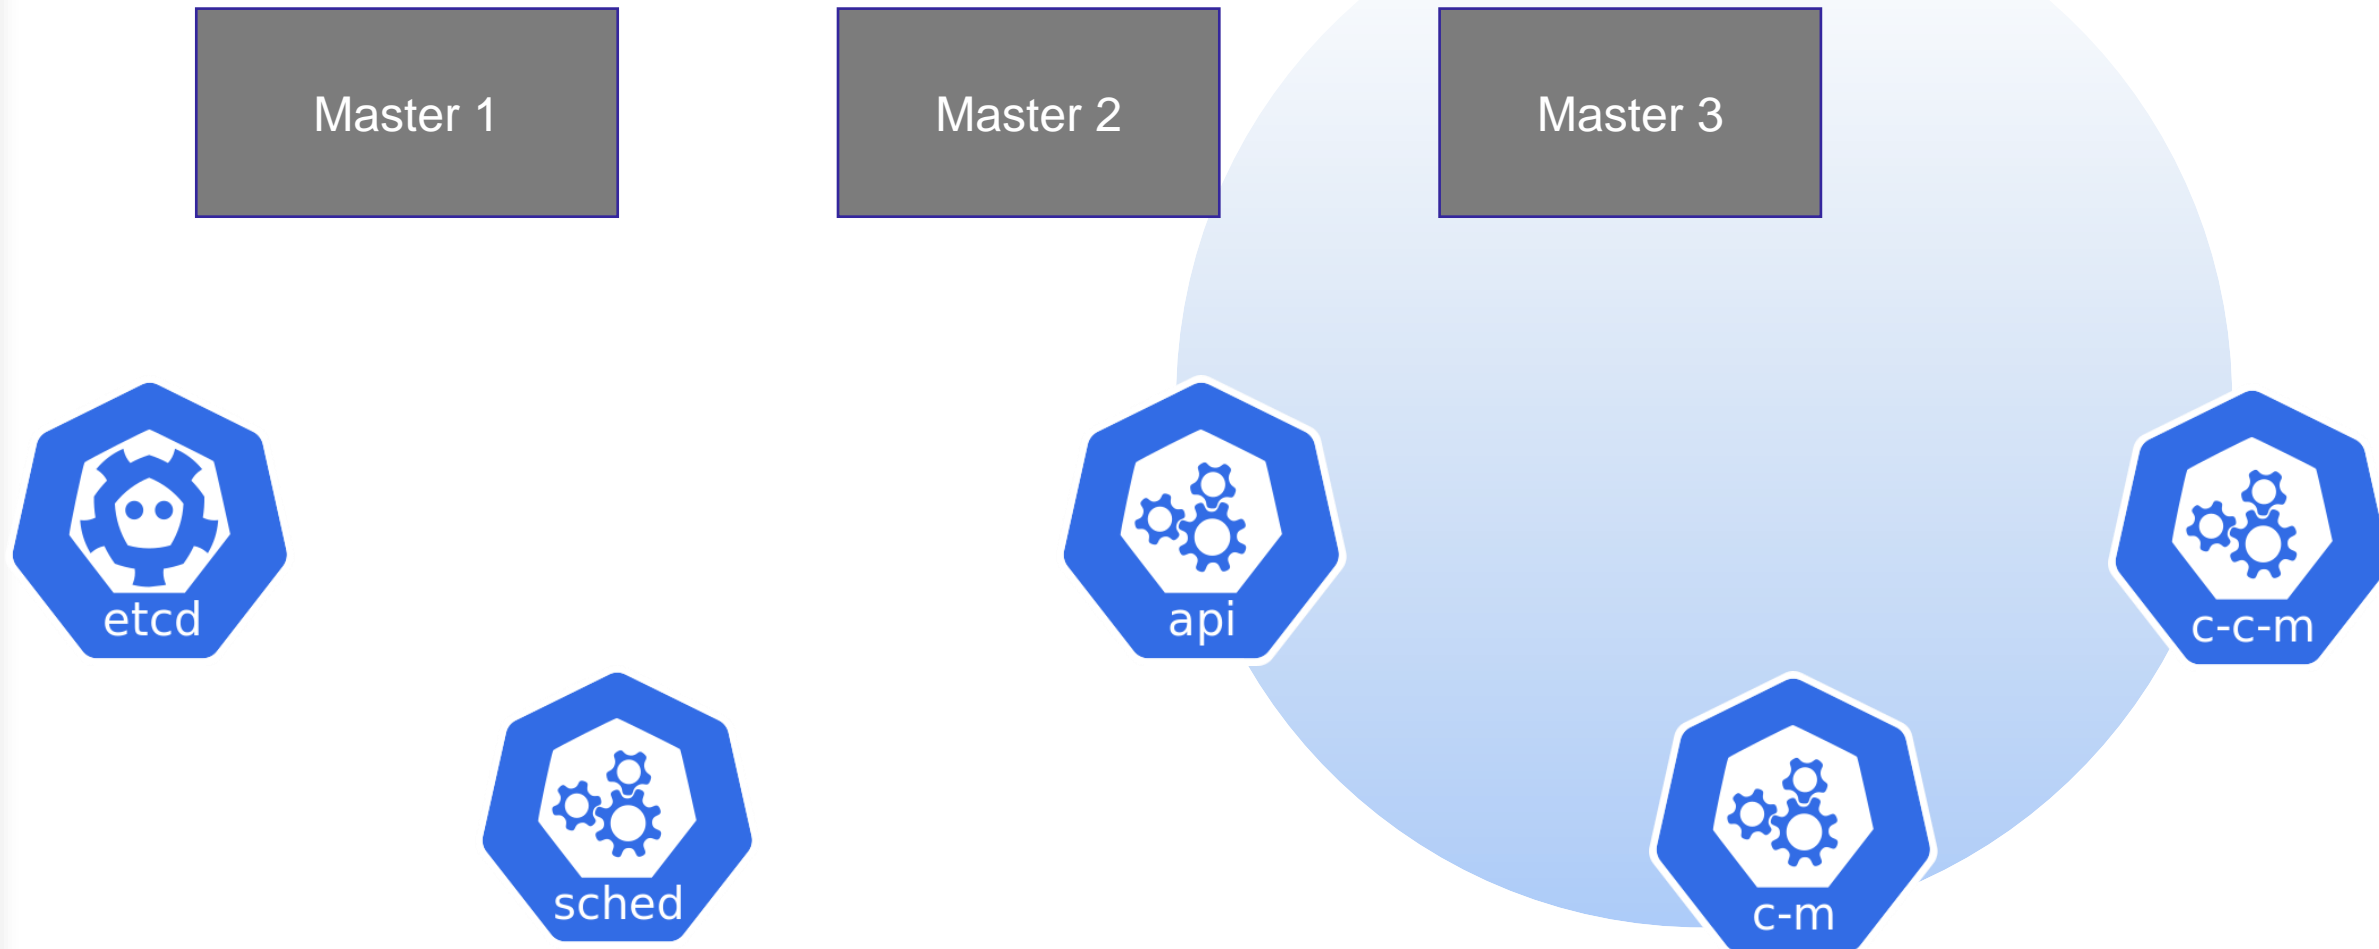 Master 1
Master 2
Master 3
etcd
api
c-c-m
sched
c-m